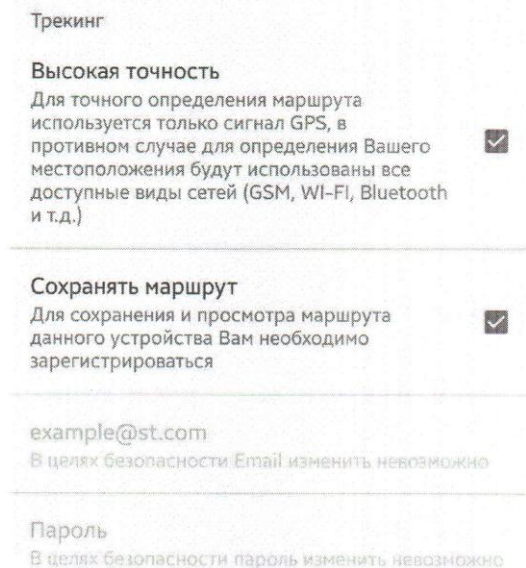 Трекинг
Высокая точность
Для точного определения маршрута
используется только сигнал GPS, в
противном случае для определения Вашего
местоположения будут использованы все
доступные виды сетей (GSM, WI-FI, Bluetooth
и т.д.)
Сохранять маршрут
Для сохранения и просмотра маршрута
данного устройства Вам необходимо
зарегистрироваться
example@st.com
В целях безопасности Email изменить невозможно
Пароль
В целях безопасности пароль изменить невозможно